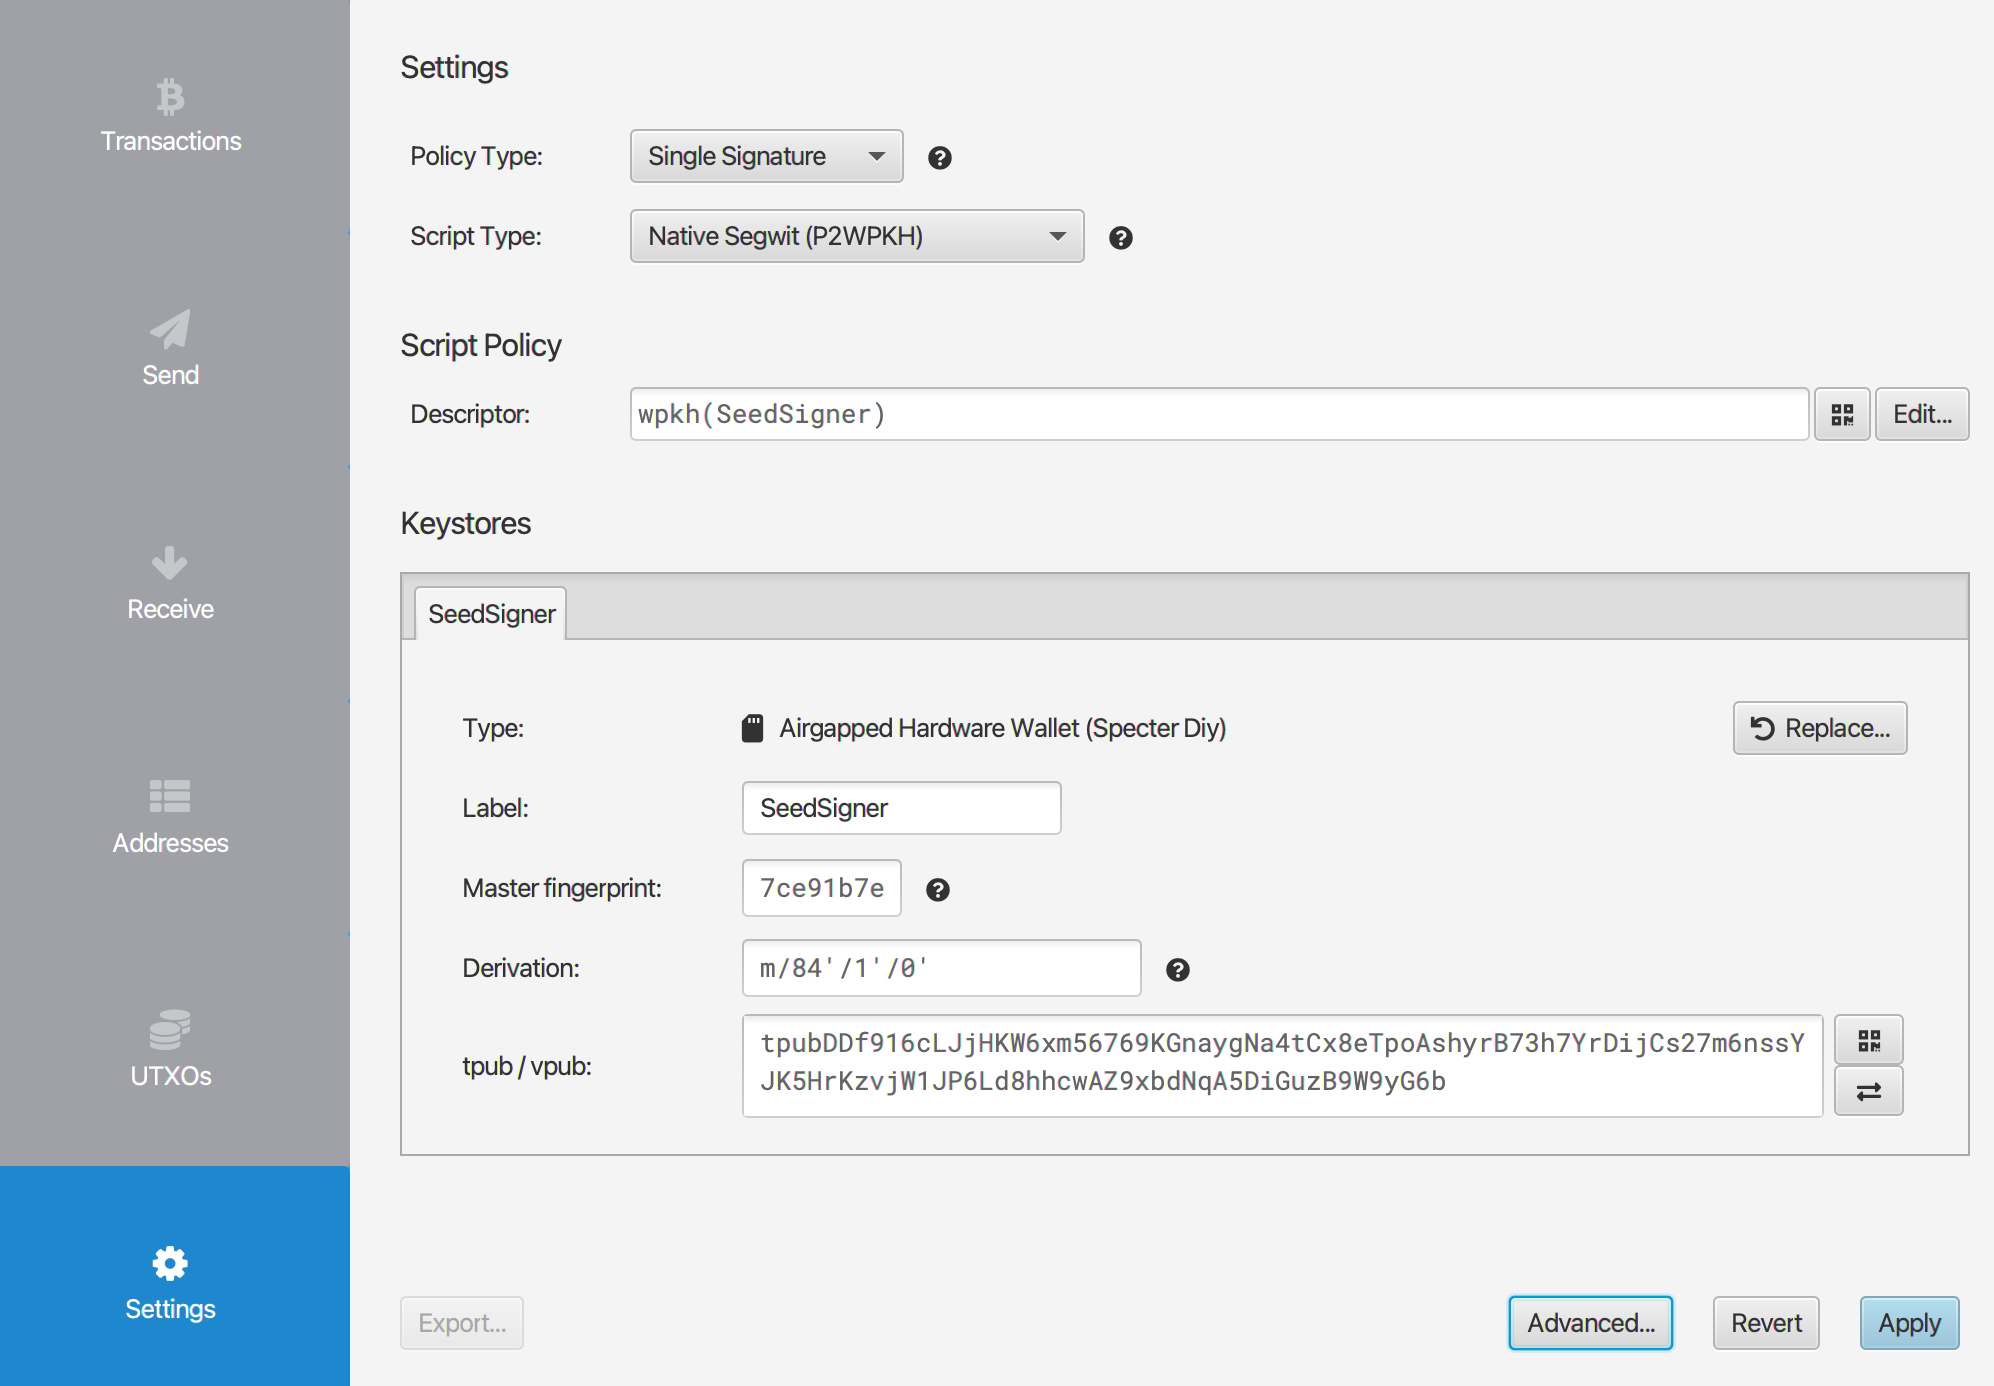 Transactions
Send
Receive
Addresses
UTXOs
Settings
Settings
Policy Type: Single Signature
Script Type: Native Segwit (P2WPKH)
Script Policy
Descriptor: wpkh(SeedSigner) Edit...
Keystores
SeedSigner
Type: Airgapped Hardware Wallet (Specter Diy) Replace...
Label: SeedSigner
Master fingerprint: 7ce91b7e
Derivation: m/84'/1'/0'
tpub / vpub: tpubDDf916cLJjHKW6xm56769KGnaygNa4tCx8eTpoAshyrB73h7YrDijCs27m6nssY
JK5HrKzvjW1JP6Ld8hhcwAZ9xbdNqA5DiGuzB9W9yG6b
Export... Advanced... Revert Apply